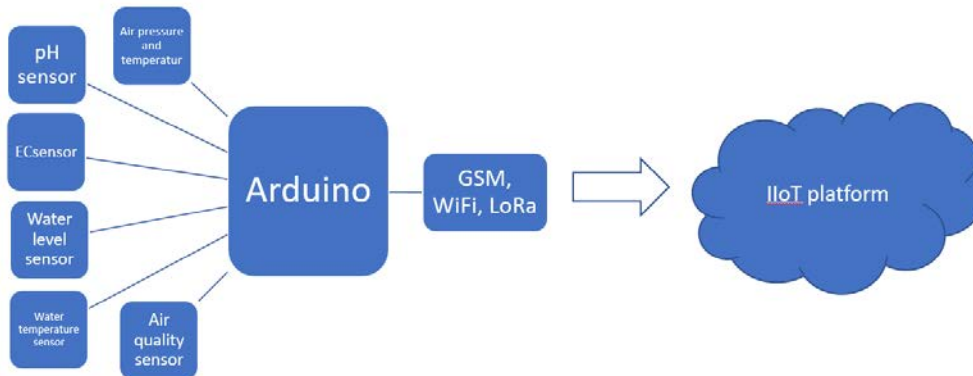 Air pressure
and
temperatur
pH
sensor
ECsensor
Water
level
sensor
Water
temperature
sensor
Air
quality
sensor
Arduino
GSM,
WiFi, LoRa
IIoT platform